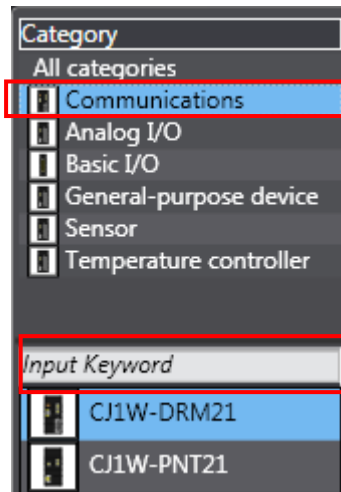 Category
All categories
Communications
Analog I/O
Basic I/O
General-purpose device
Sensor
Temperature controller
Input Keyword
CJ1W-DRM21
CJ1W-PNT21